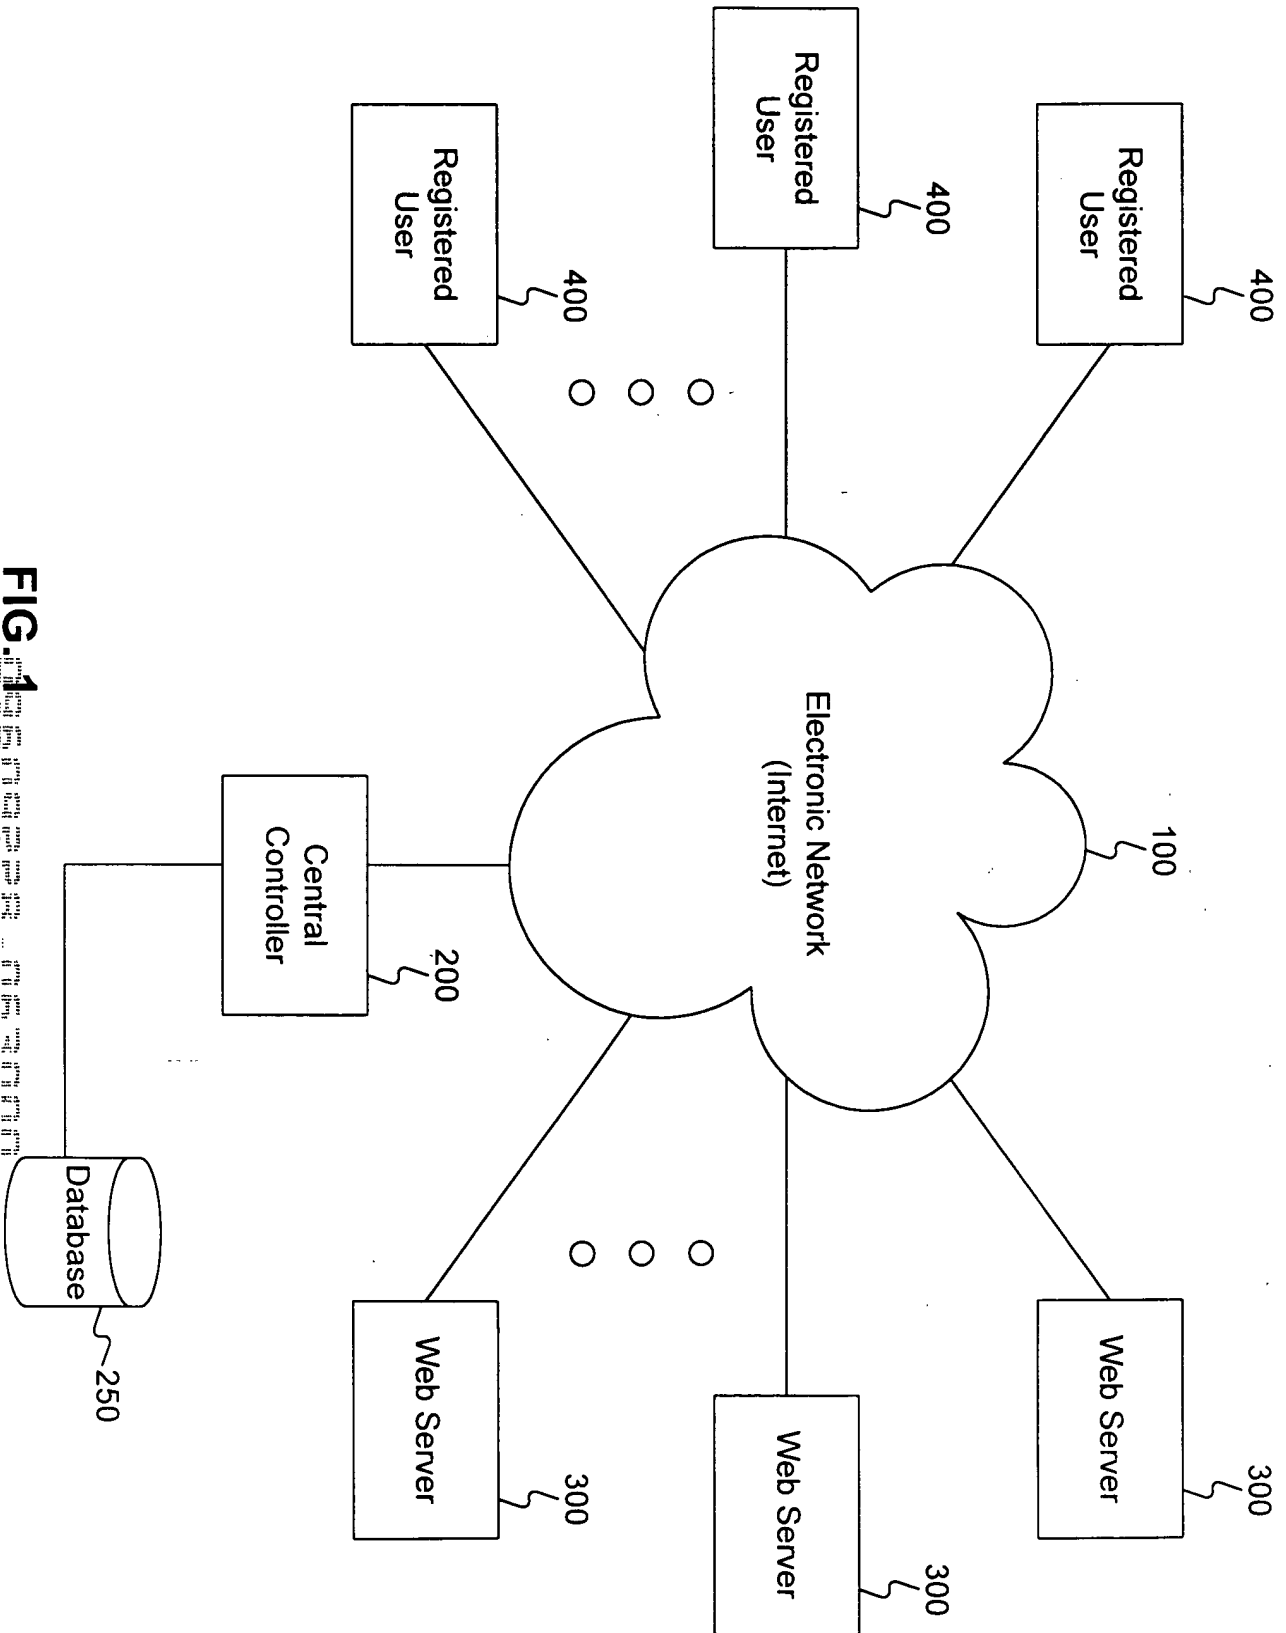 400
Registered
User
400
Registered
User
400
Registered
User
100
Electronic Network
(Internet)
300
Web Server
300
Web Server
300
Web Server
200
Central
Controller
Database
250
FIG. 1